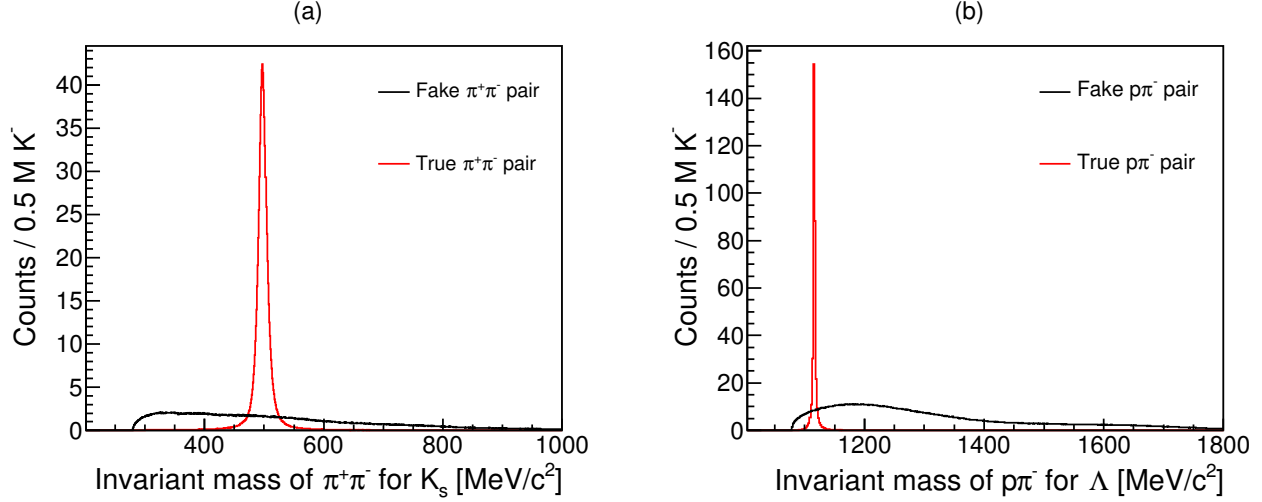 (a)
Counts / 0.5 M K⁻
40
35
30
25
20
15
10
5
0
Fake π⁺π⁻ pair
True π⁺π⁻ pair
400 600 800 1000
Invariant mass of π⁺π⁻ for Kₛ [MeV/c²]
(b)
Counts / 0.5 M K⁻
160
140
120
100
80
60
40
20
0
Fake pπ⁻ pair
True pπ⁻ pair
1200 1400 1600 1800
Invariant mass of pπ⁻ for Λ [MeV/c²]